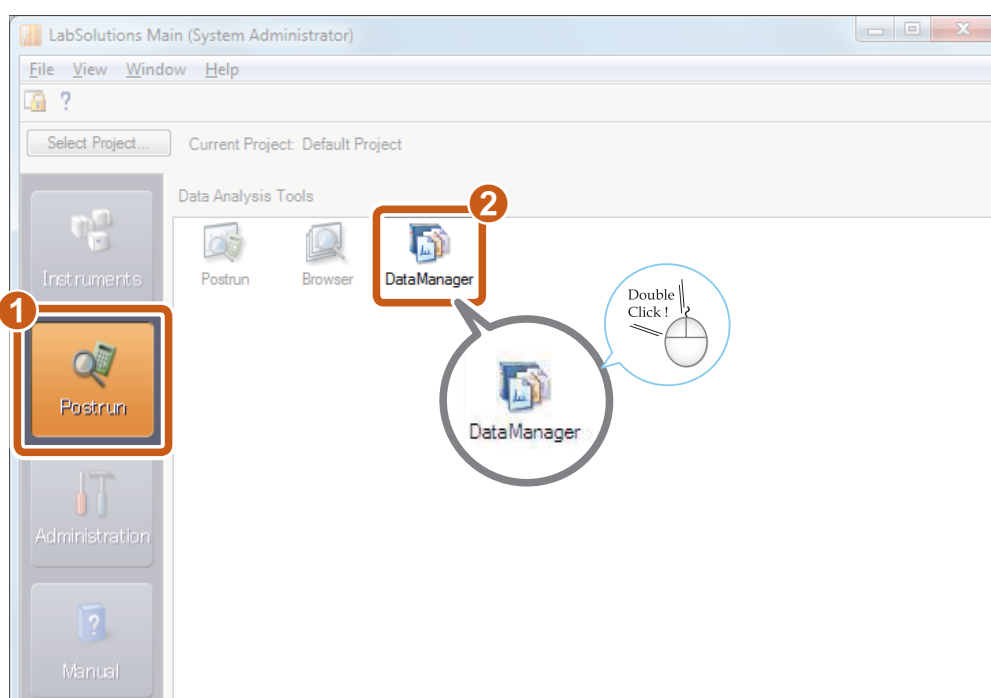 LabSolutions Main (System Administrator)
File View Window Help
?
Select Project... Current Project: Default Project
Data Analysis Tools
2
Instruments
Postrun Browser DataManager
1
Double
Click !
Postrun
DataManager
Administration
?
Manual